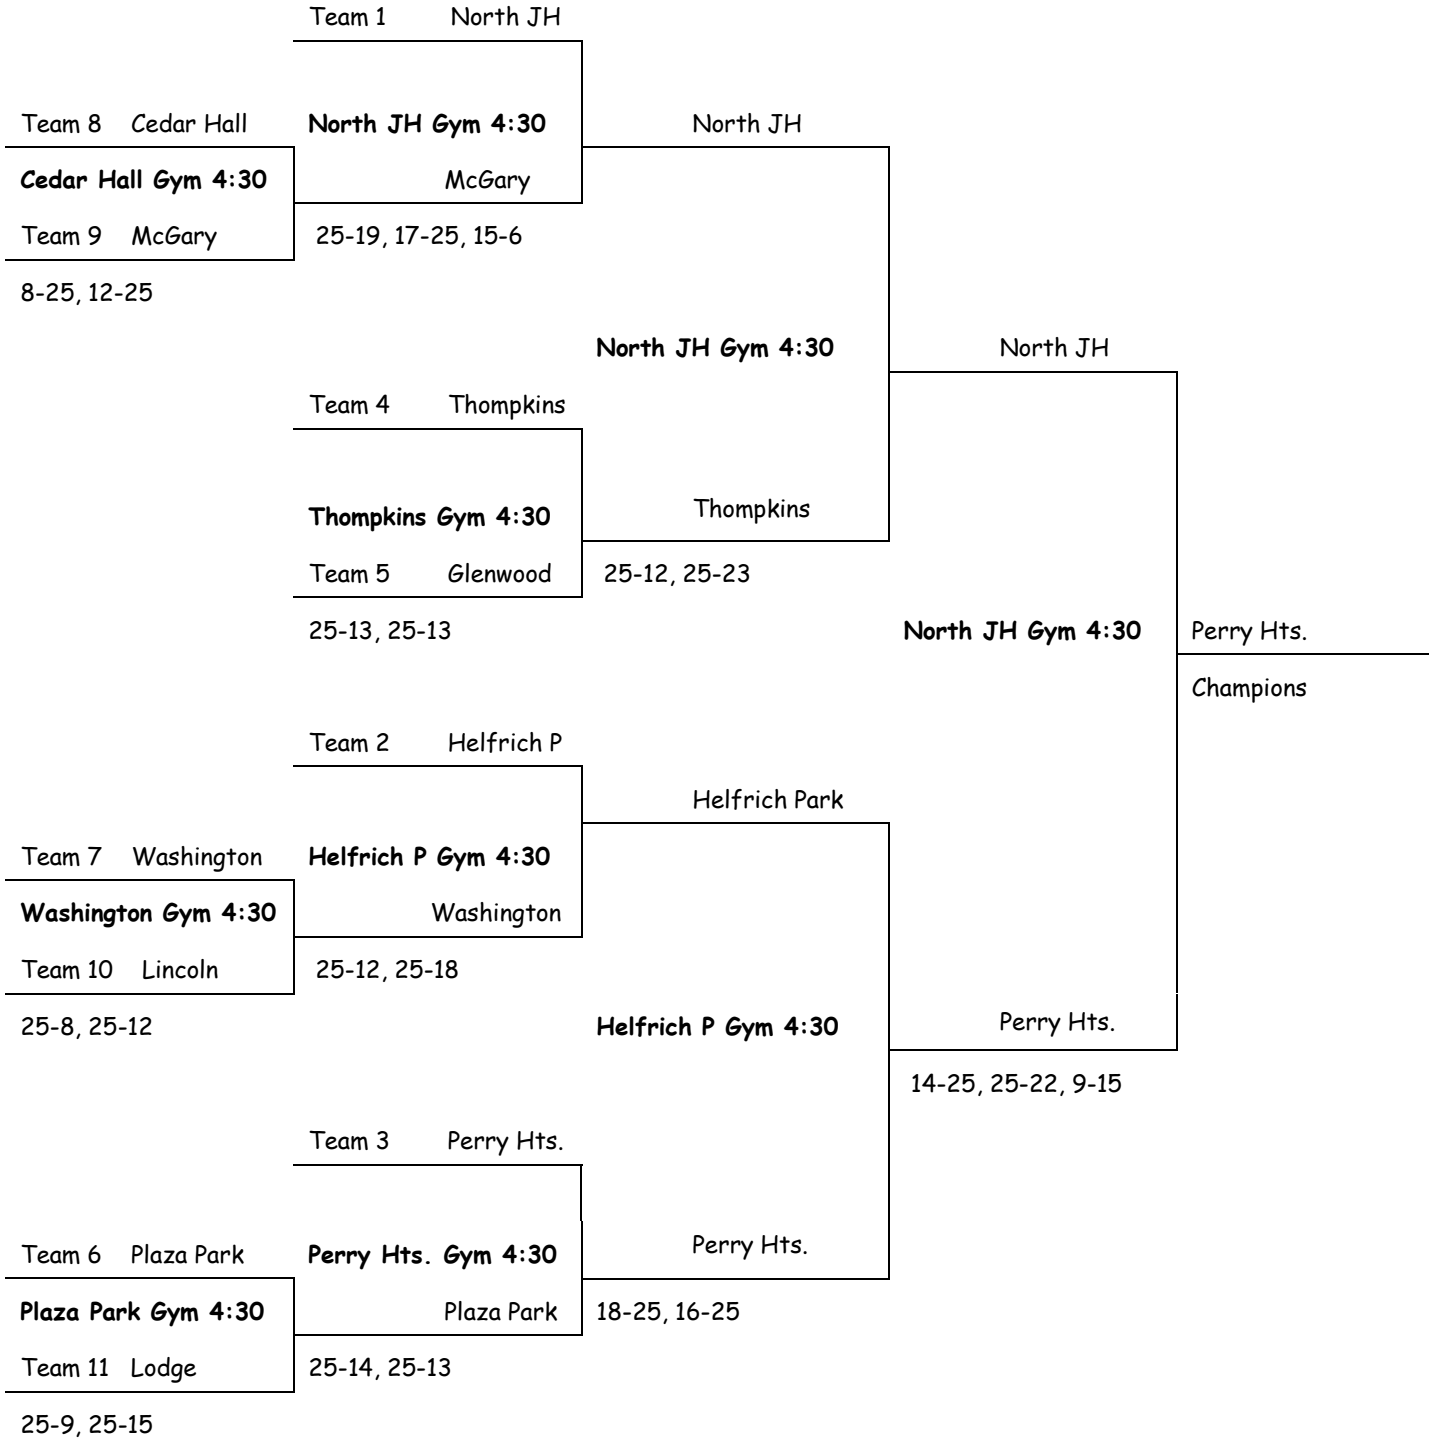 Team 1 North JH
Team 8 Cedar Hall North JH Gym 4:30 North JH
Cedar Hall Gym 4:30 McGary
Team 9 McGary 25-19, 17-25, 15-6
8-25, 12-25
North JH Gym 4:30 North JH
Team 4 Thompkins
Thompkins
Thompkins Gym 4:30
Team 5 Glenwood 25-12, 25-23
25-13, 25-13 North JH Gym 4:30 Perry Hts.
Champions
Team 2 Helfrich P
Helfrich Park
Team 7 Washington Helfrich P Gym 4:30
Washington Gym 4:30 Washington
Team 10 Lincoln 25-12, 25-18
25-8, 25-12 Helfrich P Gym 4:30 Perry Hts.
14-25, 25-22, 9-15
Team 3 Perry Hts.
Team 6 Plaza Park Perry Hts. Gym 4:30 Perry Hts.
Plaza Park Gym 4:30 Plaza Park 18-25, 16-25
Team 11 Lodge 25-14, 25-13
25-9, 25-15